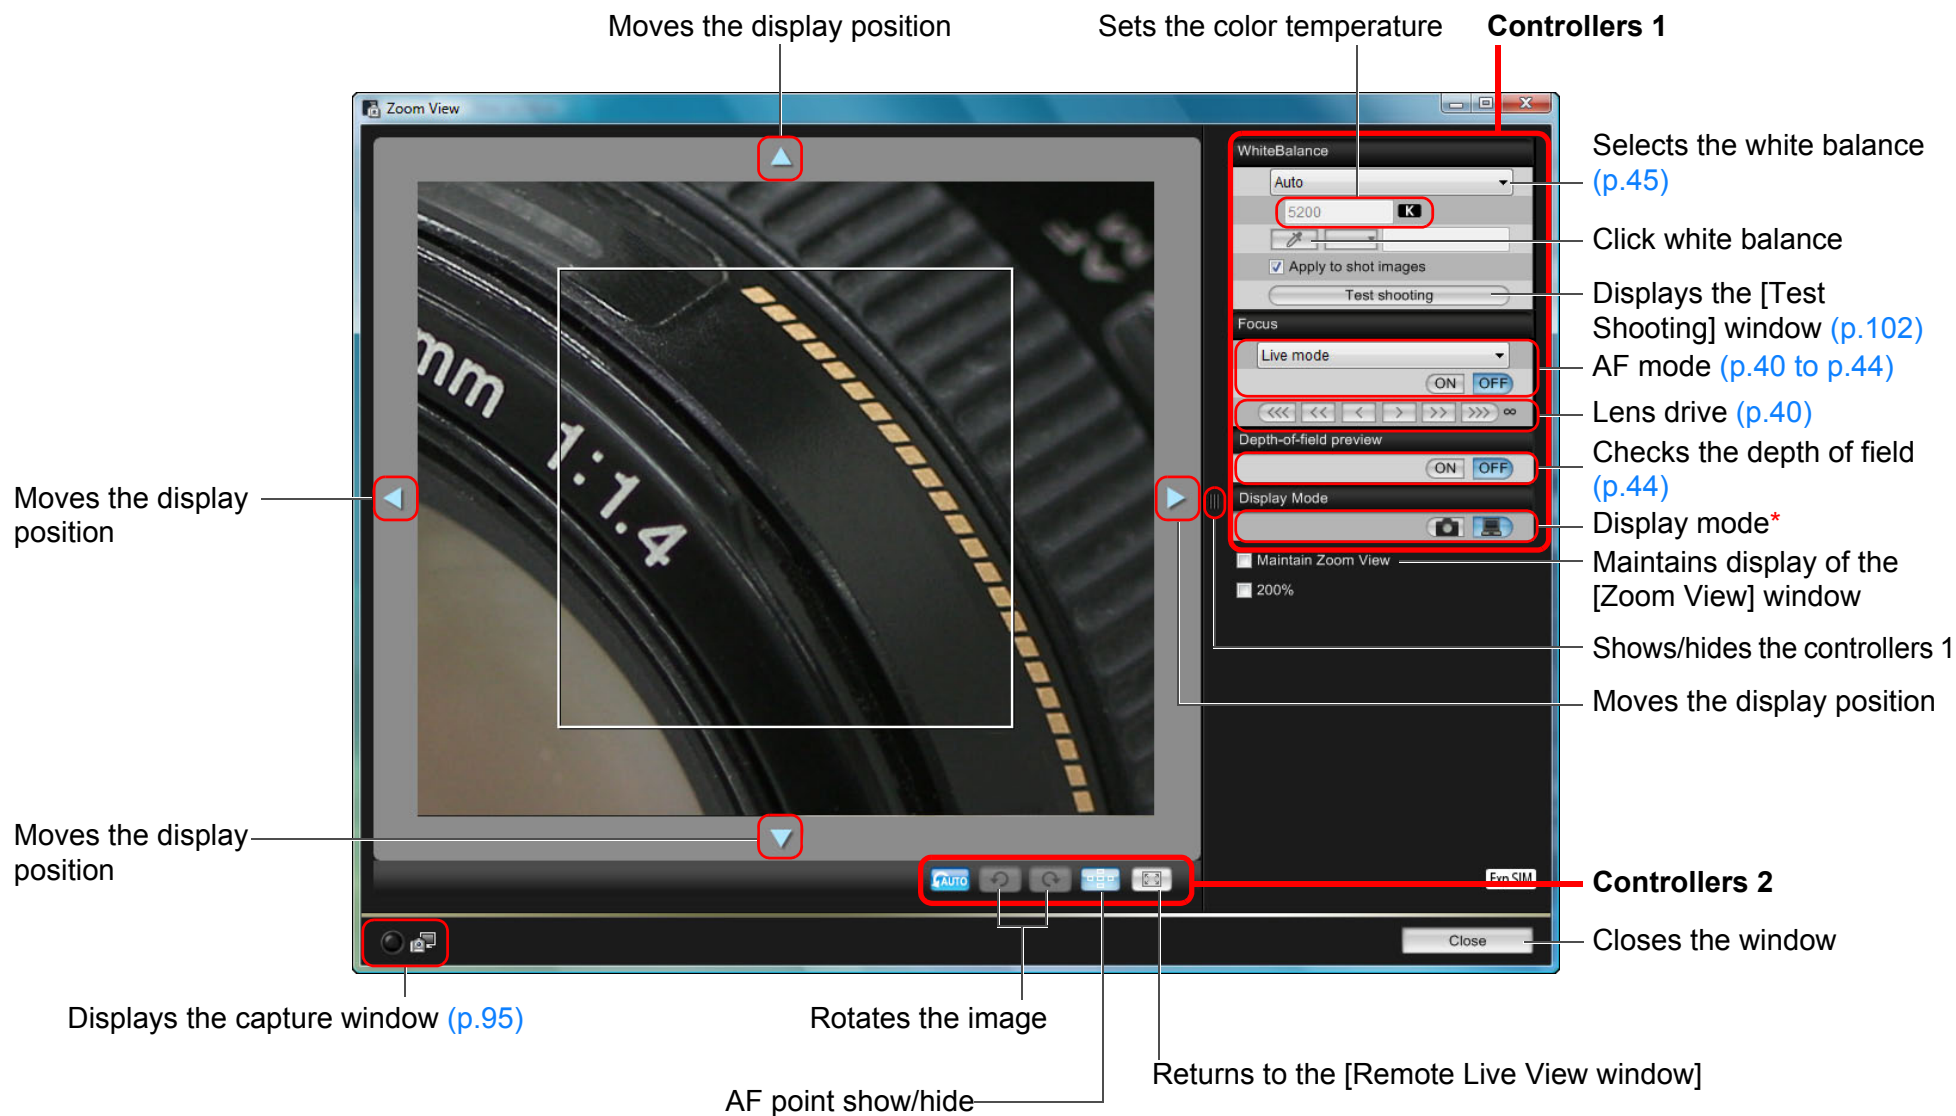 Moves the display position
Sets the color temperature
Controllers 1
Zoom View
WhiteBalance
Auto
5200 K
Apply to shot images
Test shooting
Focus
Live mode
ON OFF
<<< << < > >> >>> ∞
Depth-of-field preview
ON OFF
Display Mode
Maintain Zoom View
200%
mm 1:1.4
Selects the white balance
(p.45)
Click white balance
Displays the [Test
Shooting] window (p.102)
AF mode (p.40 to p.44)
Lens drive (p.40)
Checks the depth of field
(p.44)
Display mode*
Maintains display of the
[Zoom View] window
Shows/hides the controllers 1
Moves the display position
Moves the display
position
Moves the display
position
AUTO
Exp.SIM
Controllers 2
Close
Closes the window
Displays the capture window (p.95)
Rotates the image
Returns to the [Remote Live View window]
AF point show/hide